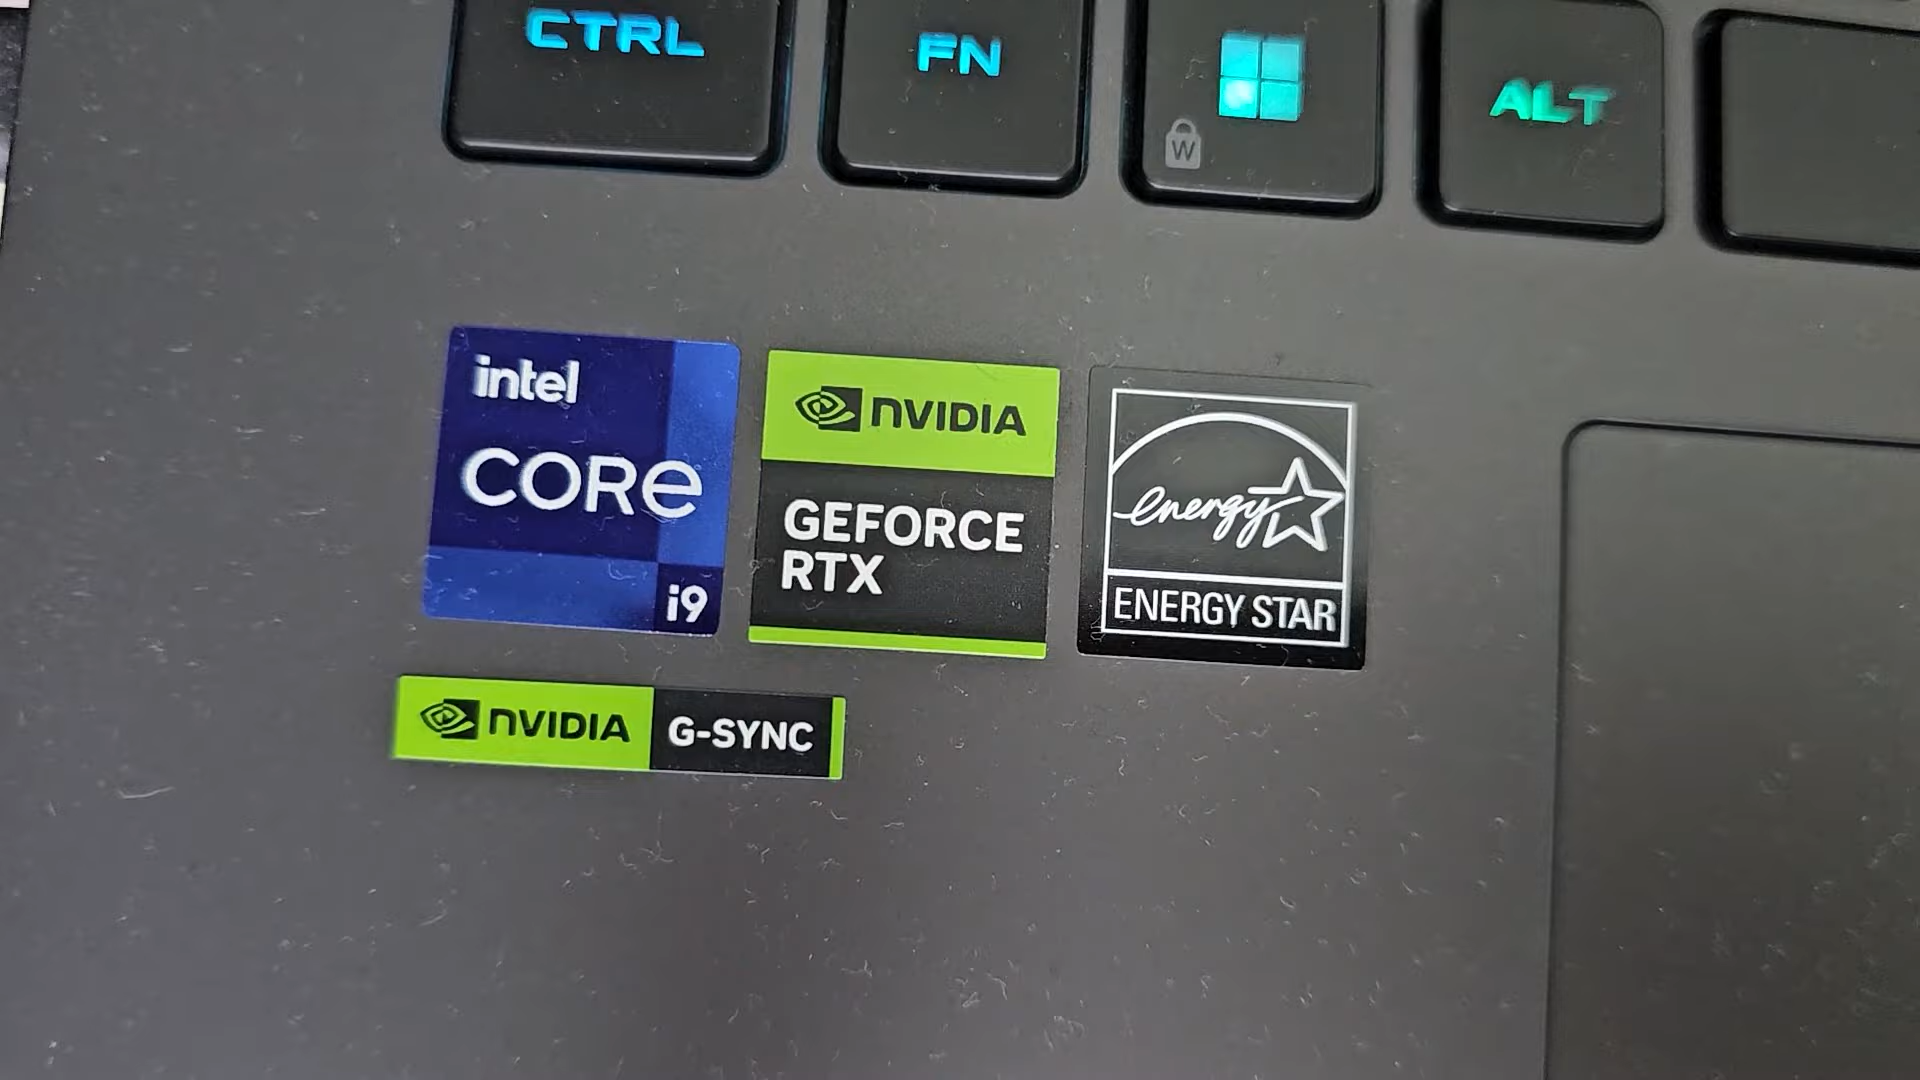 CTRL
FN
W
ALT
intel
CORE
i9
NVIDIA
GEFORCE
RTX
energy
ENERGY STAR
NVIDIA
G-SYNC